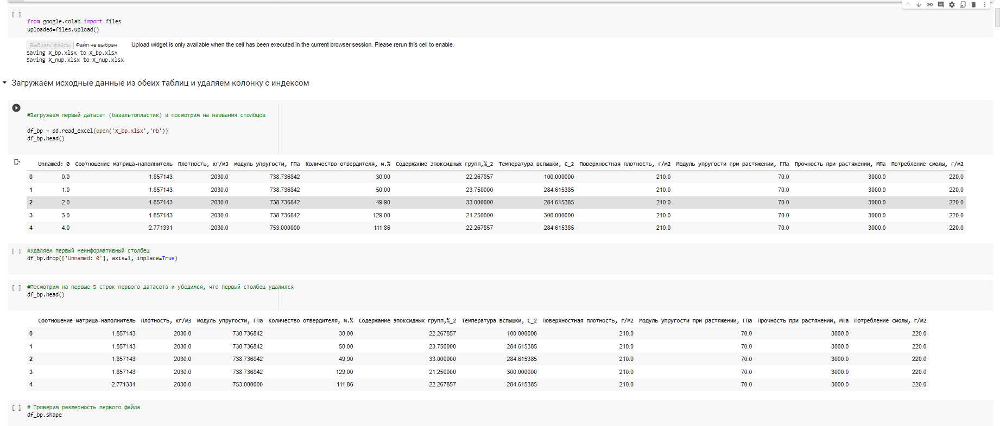 [ ]
from google.colab import files
uploaded=files.upload()
Выбрать файлы Файл не выбран Upload widget is only available when the cell has been executed in the current browser session. Please rerun this cell to enable.
Saving X_bp.xlsx to X_bp.xlsx
Saving X_nup.xlsx to X_nup.xlsx
Загружаем исходные данные из обеих таблиц и удаляем колонку с индексом
#Загружаем первый датасет (базальтопластик) и посмотрим на названия столбцов
df_bp = pd.read_excel(open('X_bp.xlsx','rb'))
df_bp.head()
Unnamed: 0 Соотношение матрица-наполнитель Плотность, кг/м3 модуль упругости, ГПа Количество отвердителя, м.% Содержание эпоксидных групп,%_2 Температура вспышки, С_2 Поверхностная плотность, г/м2 Модуль упругости при растяжении, ГПа Прочность при растяжении, МПа Потребление смолы, г/м2
0 0.0 1.857143 2030.0 738.736842 30.00 22.267857 100.000000 210.0 70.0 3000.0 220.0
1 1.0 1.857143 2030.0 738.736842 50.00 23.750000 284.615385 210.0 70.0 3000.0 220.0
2 2.0 1.857143 2030.0 738.736842 49.90 33.000000 284.615385 210.0 70.0 3000.0 220.0
3 3.0 1.857143 2030.0 738.736842 129.00 21.250000 300.000000 210.0 70.0 3000.0 220.0
4 4.0 2.771331 2030.0 753.000000 111.86 22.267857 284.615385 210.0 70.0 3000.0 220.0
[ ] #Удаляем первый неинформативный столбец
df_bp.drop(['Unnamed: 0'], axis=1, inplace=True)
[ ] #Посмотрим на первые 5 строк первого датасета и убедимся, что первый столбец удалился
df_bp.head()
Соотношение матрица-наполнитель Плотность, кг/м3 модуль упругости, ГПа Количество отвердителя, м.% Содержание эпоксидных групп,%_2 Температура вспышки, С_2 Поверхностная плотность, г/м2 Модуль упругости при растяжении, ГПа Прочность при растяжении, МПа Потребление смолы, г/м2
0 1.857143 2030.0 738.736842 30.00 22.267857 100.000000 210.0 70.0 3000.0 220.0
1 1.857143 2030.0 738.736842 50.00 23.750000 284.615385 210.0 70.0 3000.0 220.0
2 1.857143 2030.0 738.736842 49.90 33.000000 284.615385 210.0 70.0 3000.0 220.0
3 1.857143 2030.0 738.736842 129.00 21.250000 300.000000 210.0 70.0 3000.0 220.0
4 2.771331 2030.0 753.000000 111.86 22.267857 284.615385 210.0 70.0 3000.0 220.0
[ ] # Проверим размерность первого файла
df_bp.shape